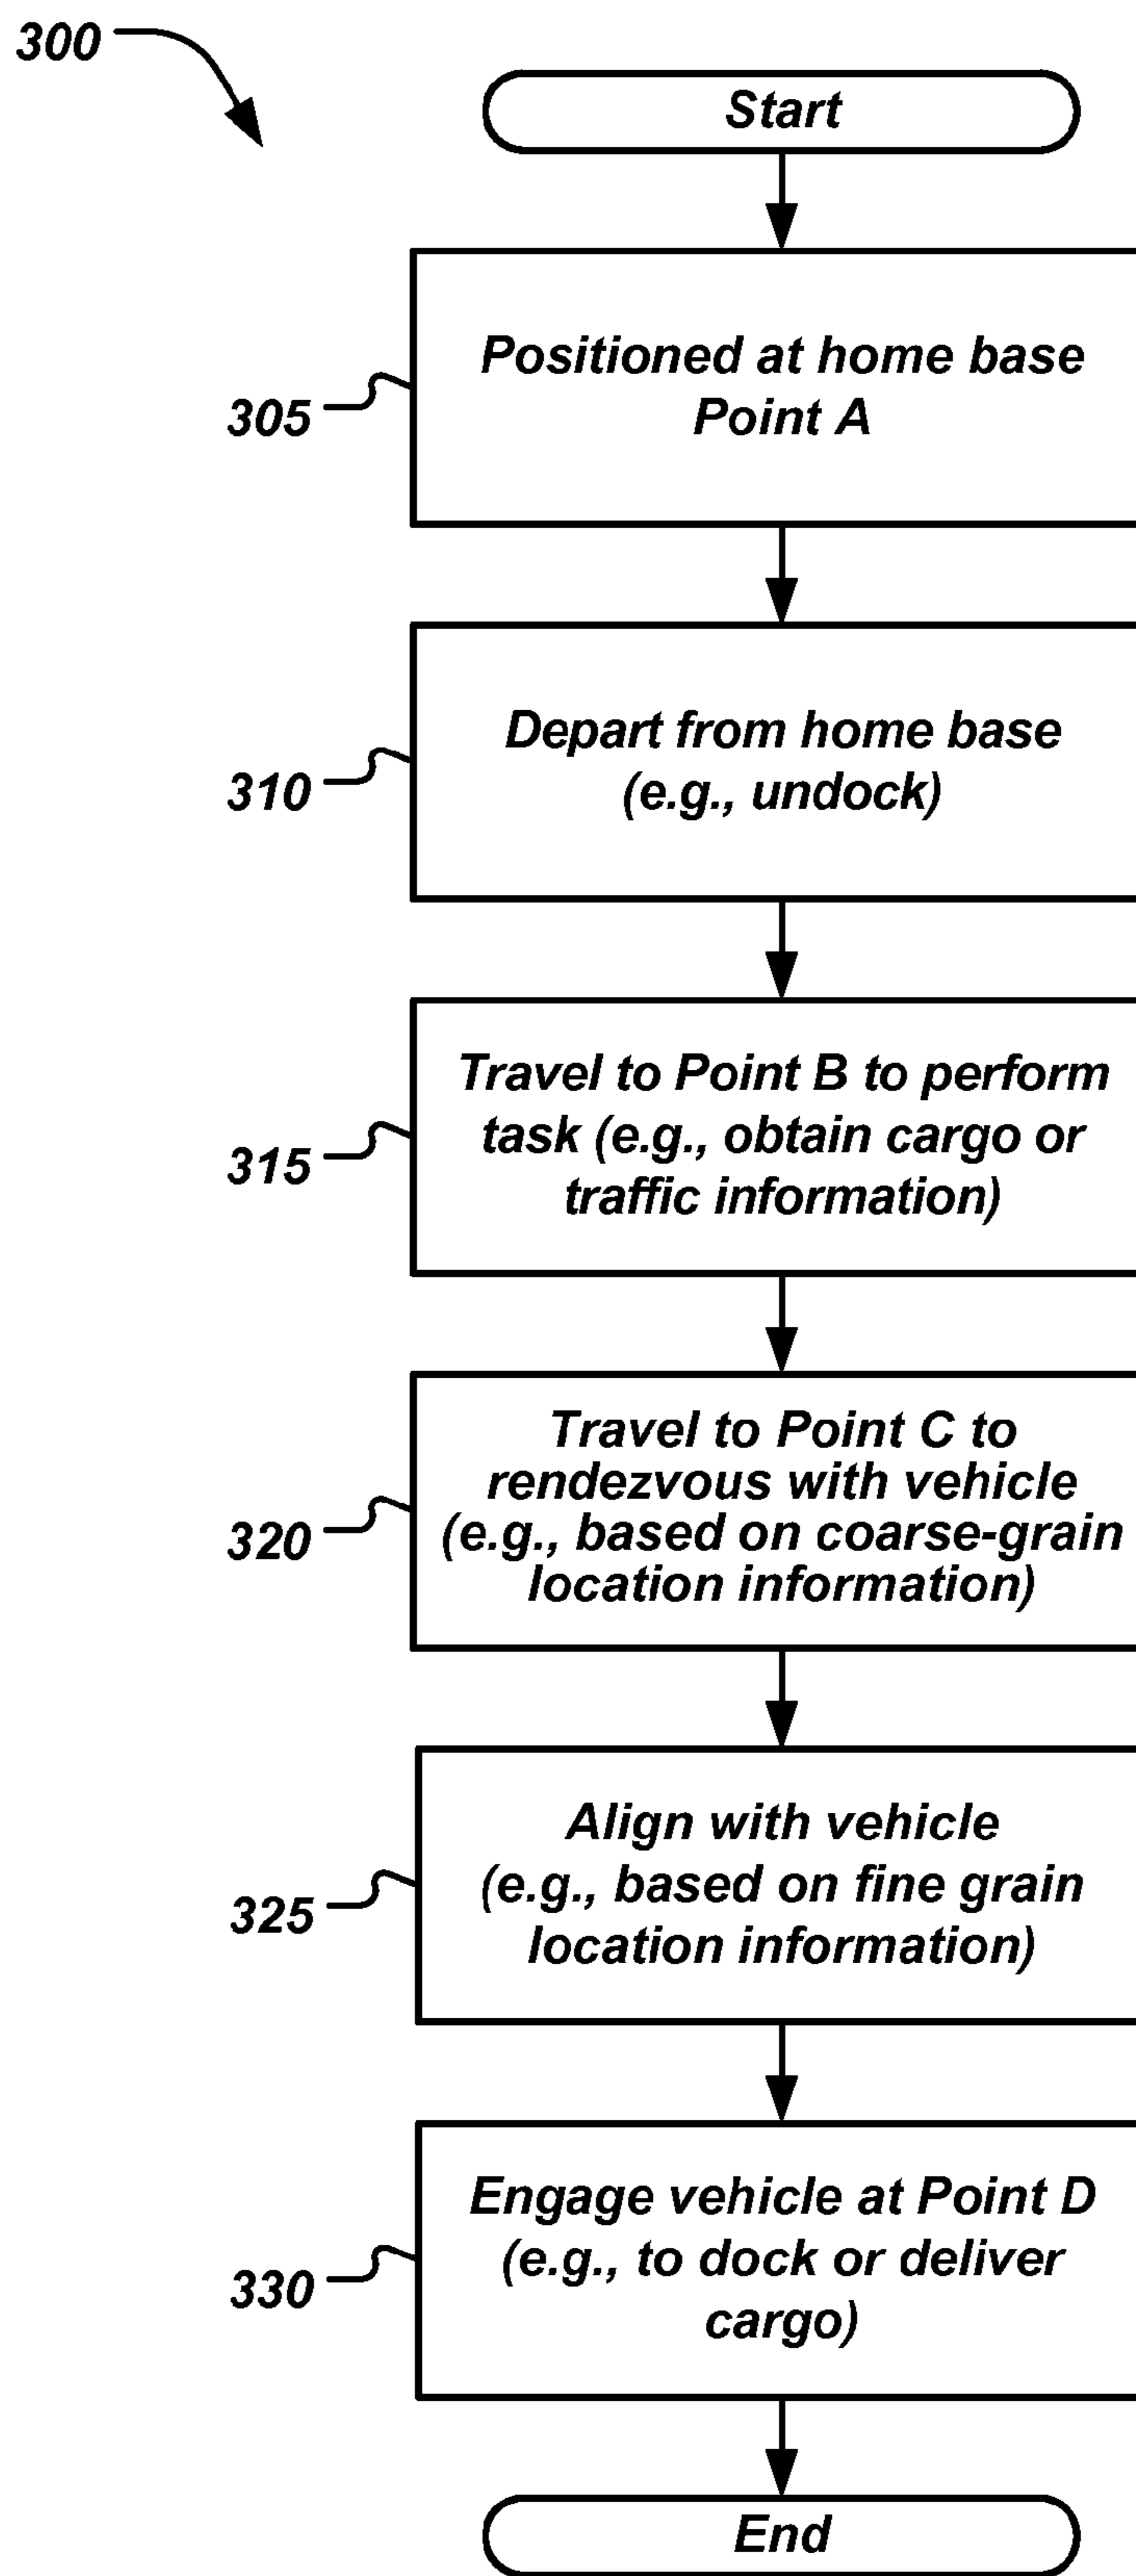 300
Start
Positioned at home base
Point A
305
Depart from home base
(e.g., undock)
310
Travel to Point B to perform
task (e.g., obtain cargo or
traffic information)
315
Travel to Point C to
rendezvous with vehicle
(e.g., based on coarse-grain
location information)
320
Align with vehicle
(e.g., based on fine grain
location information)
325
Engage vehicle at Point D
(e.g., to dock or deliver
cargo)
330
End